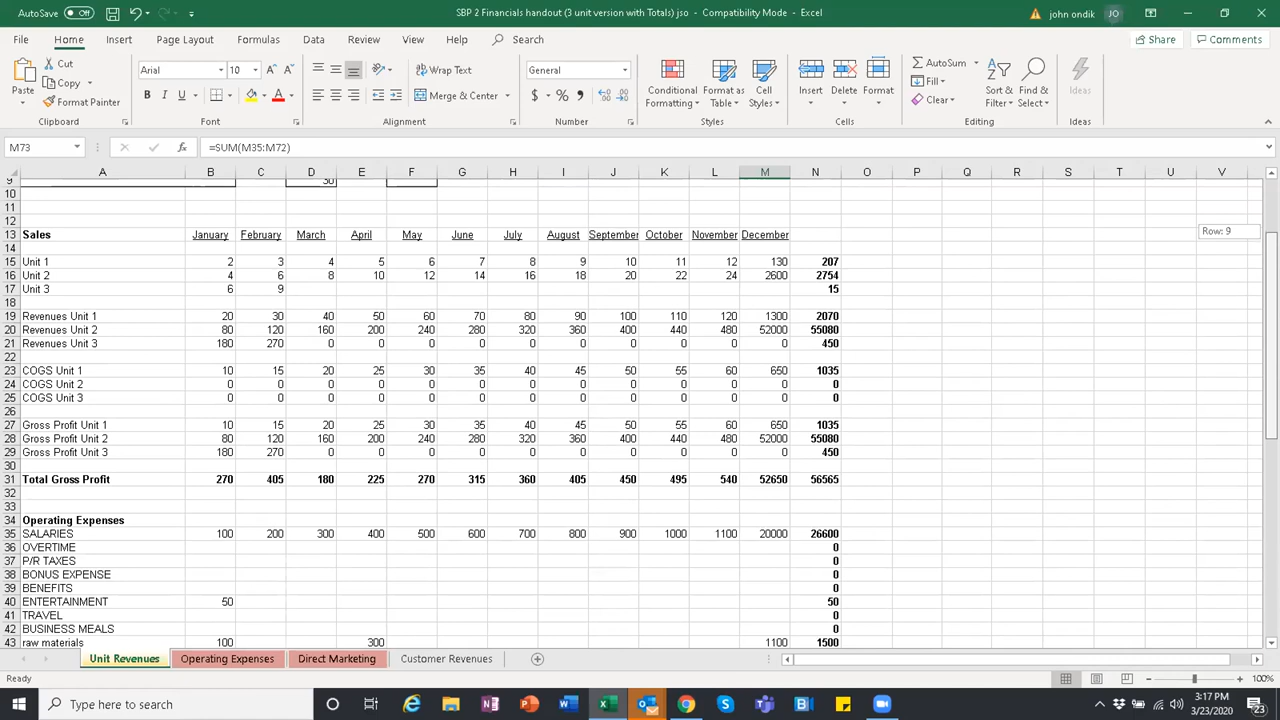 AutoSave Off SBP 2 Financials handout (3 unit version with Totals) jso - Compatibility Mode - Excel john ondik JO
File Home Insert Page Layout Formulas Data Review View Help Search Share Comments
Paste Cut Copy Format Painter Clipboard
Arial 10 A A B I U A Font
Wrap Text Merge & Center Alignment
General $ % , Number
Conditional Formatting Format as Table Cell Styles Styles
Insert Delete Format Cells
AutoSum Fill Clear Sort & Filter Find & Select Editing
Ideas Ideas
M73 fx =SUM(M35:M72)
A B C D E F G H I J K L M N O P Q R S T U V
9 30
10
11
12
13 Sales January February March April May June July August September October November December
Row: 9
14
15 Unit 1 2 3 4 5 6 7 8 9 10 11 12 130 207
16 Unit 2 4 6 8 10 12 14 16 18 20 22 24 2600 2754
17 Unit 3 6 9 15
18
19 Revenues Unit 1 20 30 40 50 60 70 80 90 100 110 120 1300 2070
20 Revenues Unit 2 80 120 160 200 240 280 320 360 400 440 480 52000 55080
21 Revenues Unit 3 180 270 0 0 0 0 0 0 0 0 0 0 450
22
23 COGS Unit 1 10 15 20 25 30 35 40 45 50 55 60 650 1035
24 COGS Unit 2 0 0 0 0 0 0 0 0 0 0 0 0 0
25 COGS Unit 3 0 0 0 0 0 0 0 0 0 0 0 0 0
26
27 Gross Profit Unit 1 10 15 20 25 30 35 40 45 50 55 60 650 1035
28 Gross Profit Unit 2 80 120 160 200 240 280 320 360 400 440 480 52000 55080
29 Gross Profit Unit 3 180 270 0 0 0 0 0 0 0 0 0 0 450
30
31 Total Gross Profit 270 405 180 225 270 315 360 405 450 495 540 52650 56565
32
33
34 Operating Expenses
35 SALARIES 100 200 300 400 500 600 700 800 900 1000 1100 20000 26600
36 OVERTIME 0
37 P/R TAXES 0
38 BONUS EXPENSE 0
39 BENEFITS 0
40 ENTERTAINMENT 50 50
41 TRAVEL 0
42 BUSINESS MEALS 0
43 raw materials 100 300 1100 1500
Unit Revenues Operating Expenses Direct Marketing Customer Revenues
Ready 100%
Type here to search
3:17 PM
3/23/2020
23